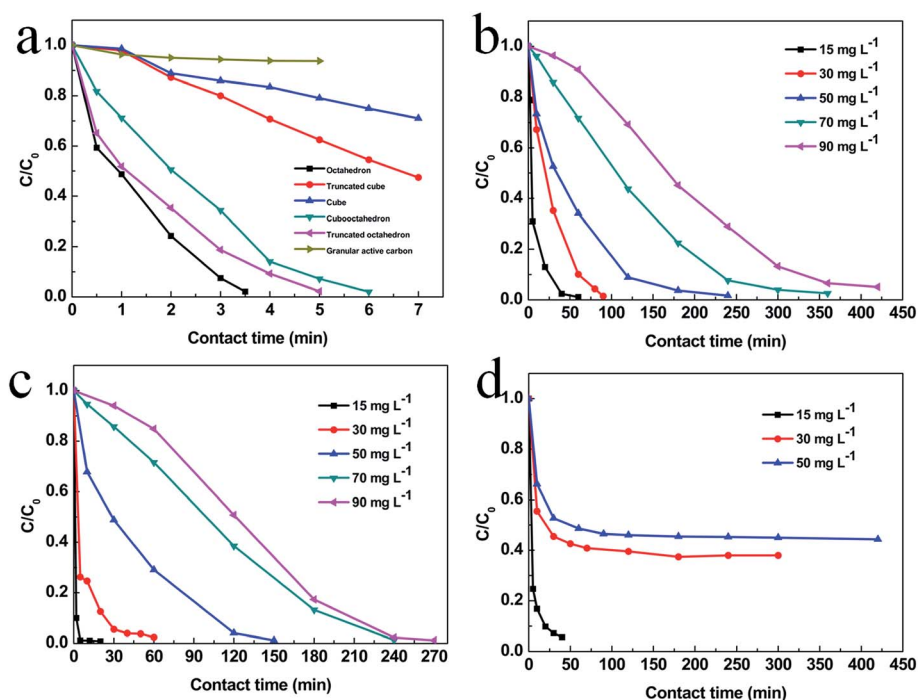 a
C/C0
1.0
0.8
0.6
0.4
0.2
0.0
Octahedron
Truncated cube
Cube
Cubooctahedron
Truncated octahedron
Granular active carbon
0 1 2 3 4 5 6 7
Contact time (min)
b
C/C0
1.0
0.8
0.6
0.4
0.2
0.0
15 mg L-1
30 mg L-1
50 mg L-1
70 mg L-1
90 mg L-1
0 50 100 150 200 250 300 350 400 450
Contact time (min)
c
C/C0
1.0
0.8
0.6
0.4
0.2
0.0
15 mg L-1
30 mg L-1
50 mg L-1
70 mg L-1
90 mg L-1
0 30 60 90 120 150 180 210 240 270
Contact time (min)
d
C/C0
1.0
0.8
0.6
0.4
0.2
0.0
15 mg L-1
30 mg L-1
50 mg L-1
0 50 100 150 200 250 300 350 400 450
Contact time (min)